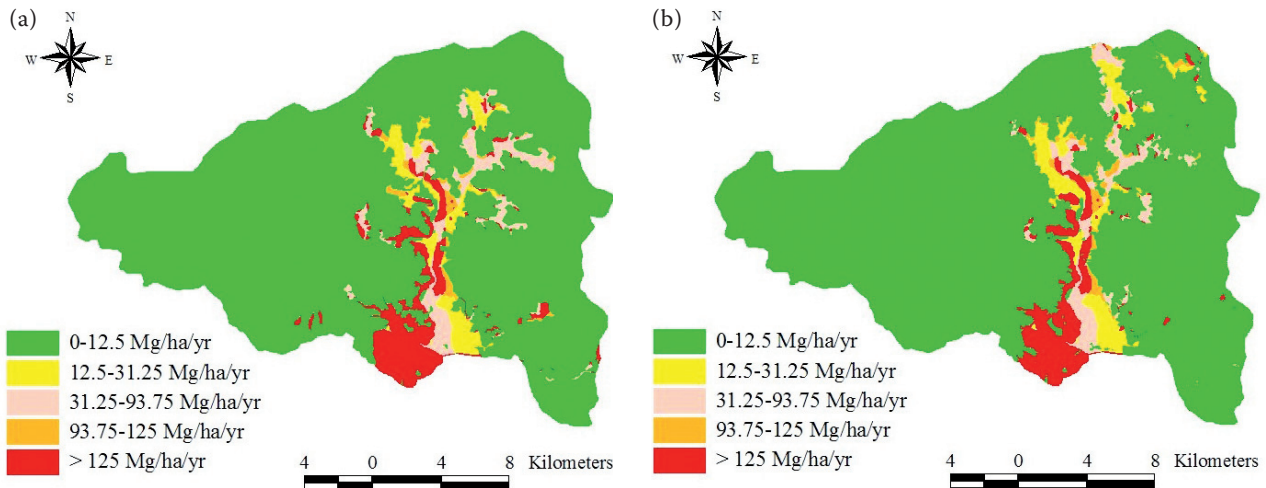 (a)
N
W E
S
0-12.5 Mg/ha/yr
12.5-31.25 Mg/ha/yr
31.25-93.75 Mg/ha/yr
93.75-125 Mg/ha/yr
> 125 Mg/ha/yr
4 0 4 8 Kilometers
(b)
N
W E
S
0-12.5 Mg/ha/yr
12.5-31.25 Mg/ha/yr
31.25-93.75 Mg/ha/yr
93.75-125 Mg/ha/yr
> 125 Mg/ha/yr
4 0 4 8 Kilometers